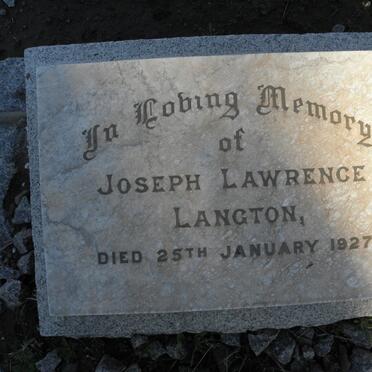 In Loving Memory
of
JOSEPH LAWRENCE
LANGTON,
DIED 25TH JANUARY 1927